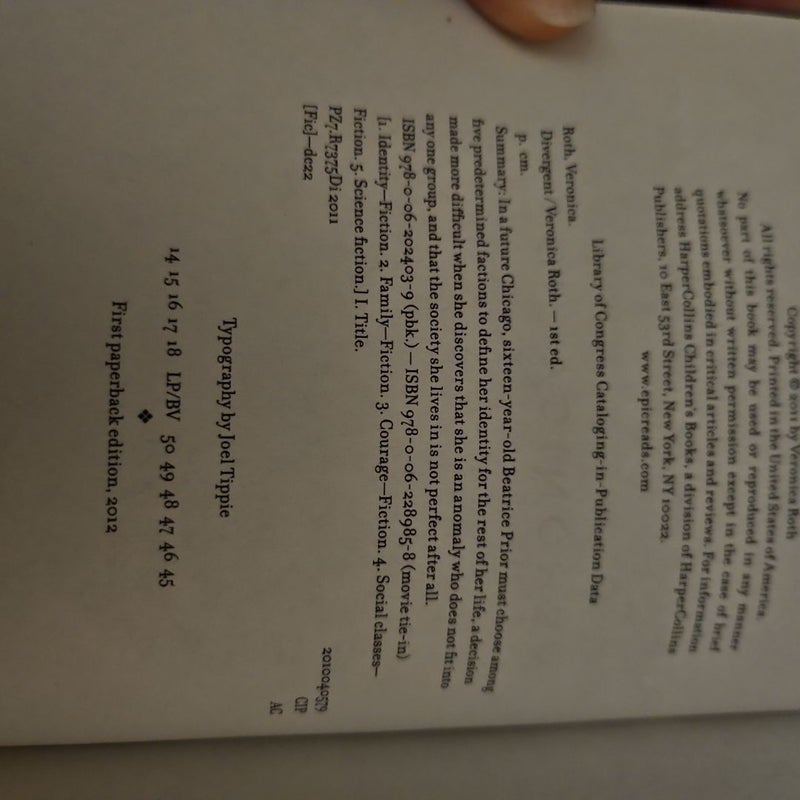 Copyright © 2011 by Veronica Roth
All rights reserved. Printed in the United States of America.
No part of this book may be used or reproduced in any manner
whatsoever without written permission except in the case of brief
quotations embodied in critical articles and reviews. For information
address HarperCollins Children's Books, a division of HarperCollins
Publishers, 10 East 53rd Street, New York, NY 10022.
www.epicreads.com
Library of Congress Cataloging-in-Publication Data
Roth, Veronica.
Divergent / Veronica Roth. — 1st ed.
p. cm.
Summary: In a future Chicago, sixteen-year-old Beatrice Prior must choose among
five predetermined factions to define her identity for the rest of her life, a decision
made more difficult when she discovers that she is an anomaly who does not fit into
any one group, and that the society she lives in is not perfect after all.
ISBN 978-0-06-202403-9 (pbk.) — ISBN 978-0-06-228985-8 (movie tie-in)
[1. Identity—Fiction. 2. Family—Fiction. 3. Courage—Fiction. 4. Social classes—
Fiction. 5. Science fiction.] I. Title.
PZ7.R7375Di 2011 2010040579
[Fic]—dc22 CIP
AC
Typography by Joel Tippie
14 15 16 17 18 LP/BV 50 49 48 47 46 45
❖
First paperback edition, 2012